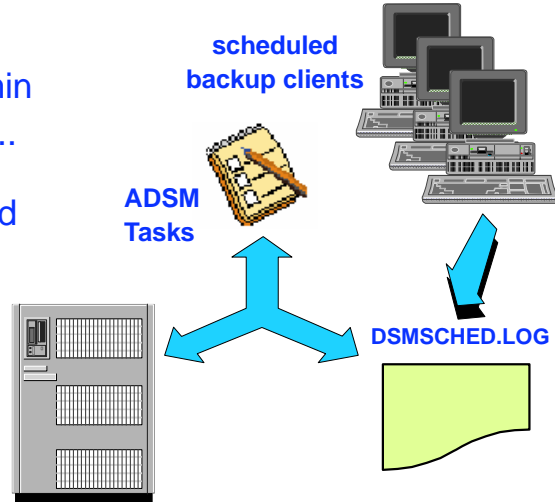 scheduled
backup clients
..
ADSM
Tasks
DSMSCHED.LOG